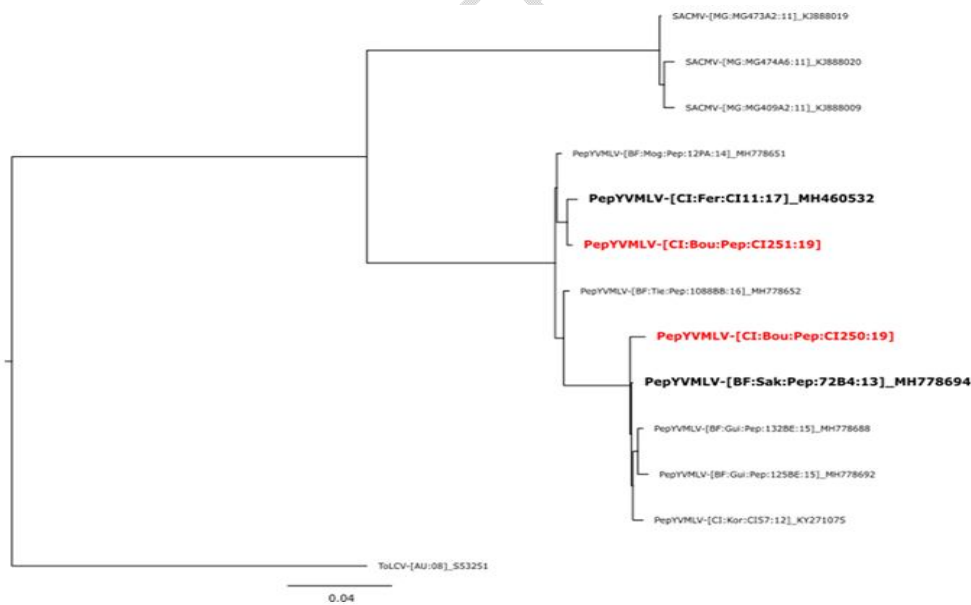 SACMV-[MG:MG473A2:11]_KJ888019
SACMV-[MG:MG474A6:11]_KJ888020
SACMV-[MG:MG409A2:11]_KJ888009
PepYVMLV-[BF:Mog:Pep:12PA:14]_MH778651
PepYVMLV-[CI:Fer:CI11:17]_MH460532
PepYVMLV-[CI:Bou:Pep:CI251:19]
PepYVMLV-[BF:Tie:Pep:1088BB:16]_MH778652
PepYVMLV-[CI:Bou:Pep:CI250:19]
PepYVMLV-[BF:Sak:Pep:72B4:13]_MH778694
PepYVMLV-[BF:Gui:Pep:132BE:15]_MH778688
PepYVMLV-[BF:Gui:Pep:125BE:15]_MH778692
PepYVMLV-[CI:Kor:CI57:12]_KY271075
ToLCV-[AU:08]_S53251
0.04